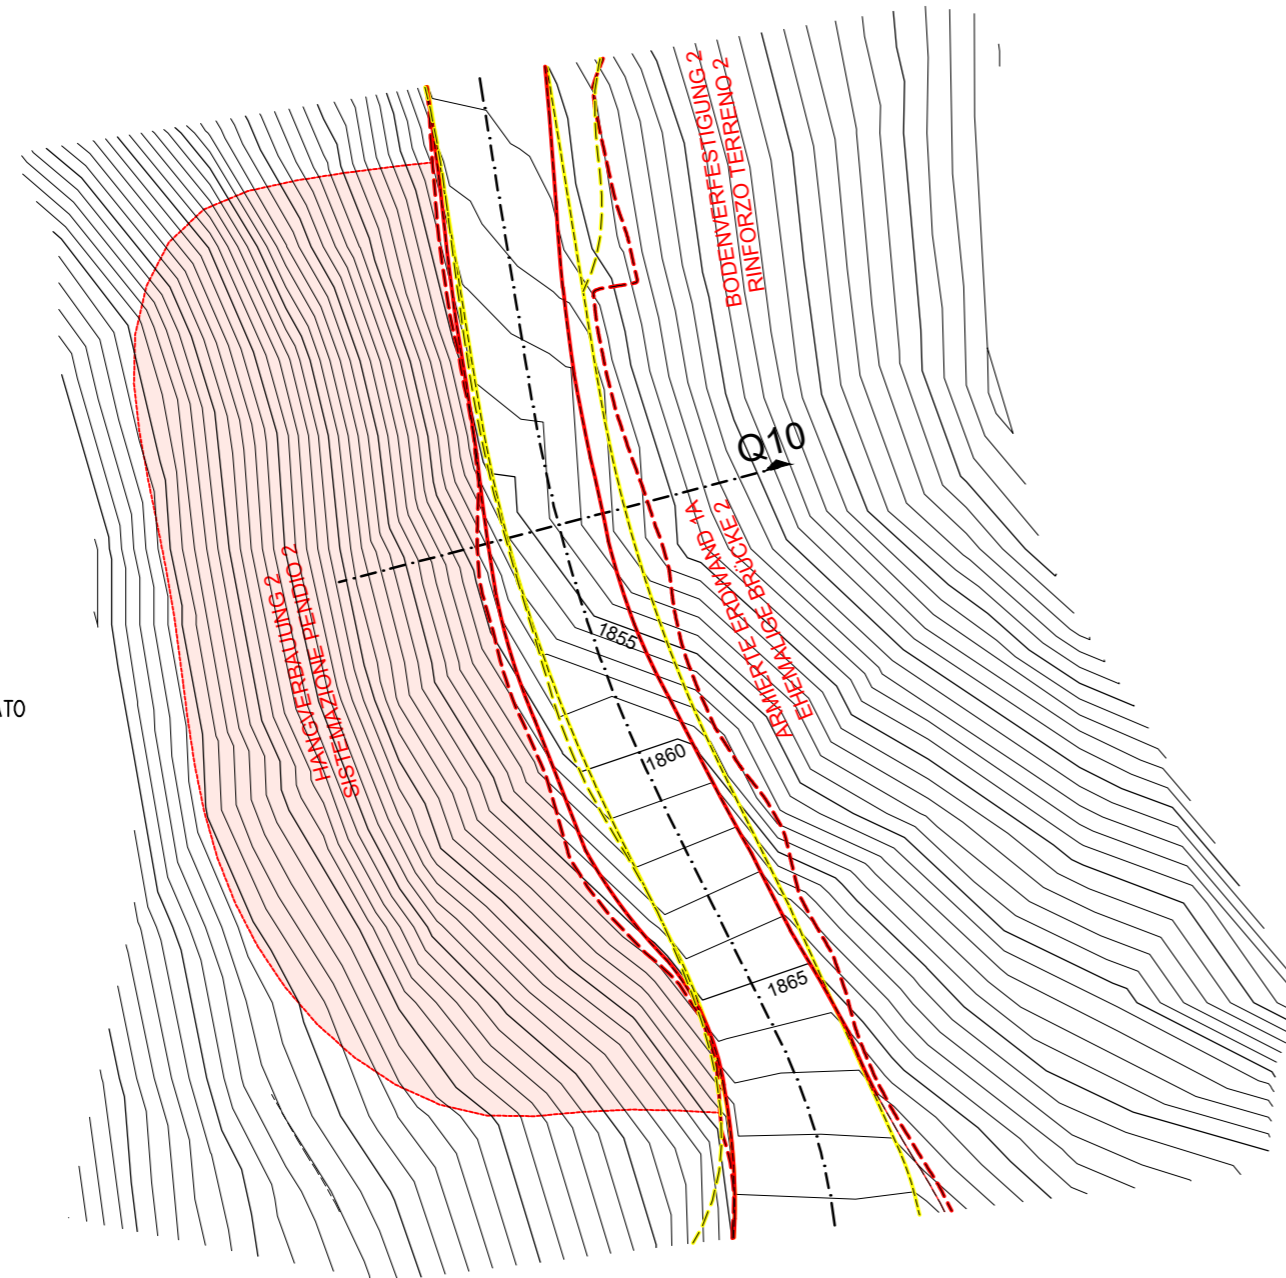 BODENVERFESTIGUNG 2
RINFORZO TERRENO 2
Q10
ARMIERTE ERDWAND 1A
EHEMALIGE BRÜCKE 2
HANGVERBAUUNG 2
SISTEMAZIONE PENDIO 2
1855
ATO
1860
1865